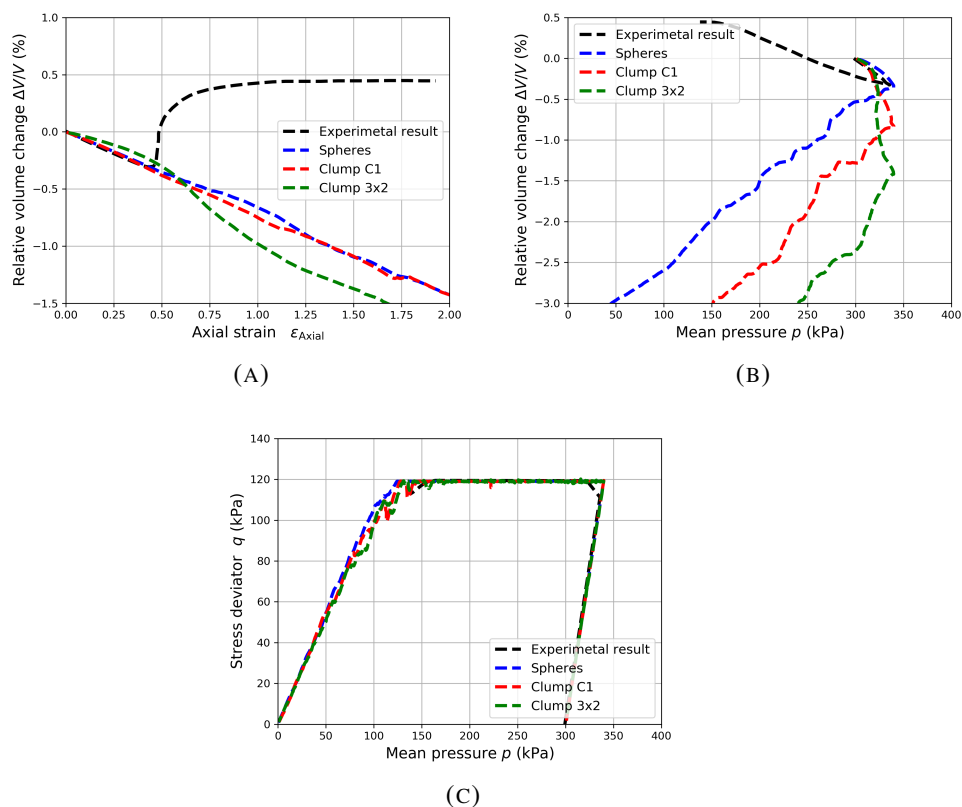 1.0
0.5
0.0
−0.5
−1.0
−1.5
Relative volume change ΔV/V (%)
0.00 0.25 0.50 0.75 1.00 1.25 1.50 1.75 2.00
Axial strain ε_Axial
Experimetal result
Spheres
Clump C1
Clump 3x2
(A)
0.5
0.0
−0.5
−1.0
−1.5
−2.0
−2.5
−3.0
Relative volume change ΔV/V (%)
0 50 100 150 200 250 300 350 400
Mean pressure p (kPa)
Experimetal result
Spheres
Clump C1
Clump 3x2
(B)
140
120
100
80
60
40
20
0
Stress deviator q (kPa)
0 50 100 150 200 250 300 350 400
Mean pressure p (kPa)
Experimetal result
Spheres
Clump C1
Clump 3x2
(C)